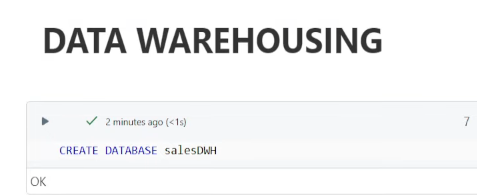 DATA WAREHOUSING
2 minutes ago (<1s)
7
CREATE DATABASE salesDWH
OK